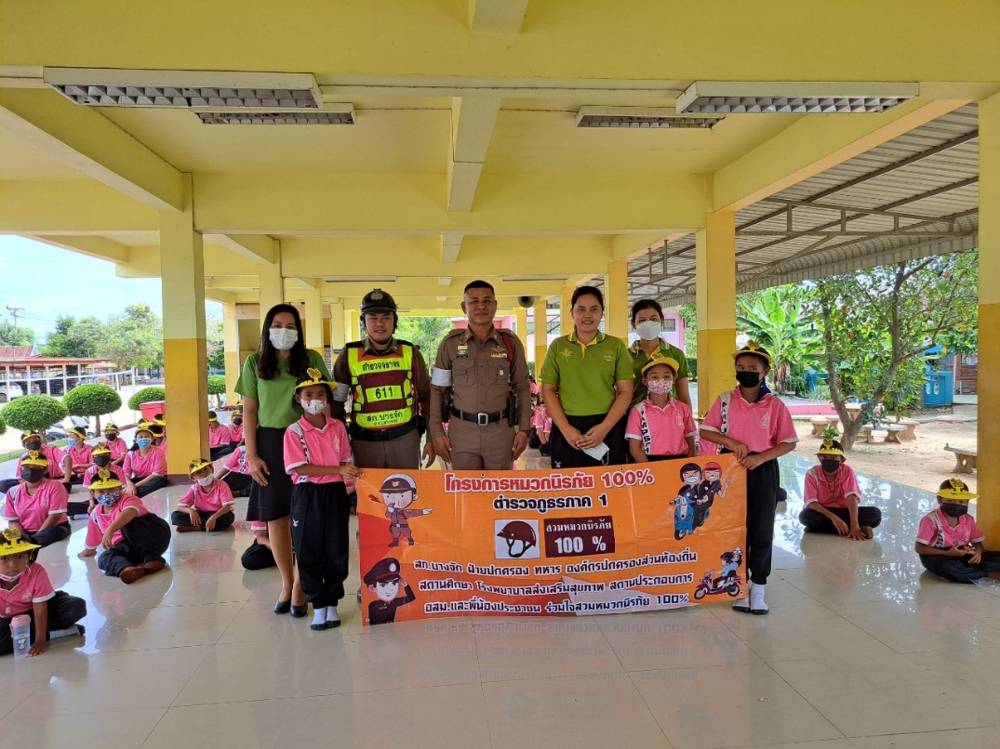 ตำรวจจราจร
611
สภ.บางจัก
โครงการหมวกนิรภัย 100%
ตำรวจภูธรภาค 1
สวมหมวกนิรภัย
100 %
สภ.บางจัก ฝ่ายปกครอง ทหาร องค์กรปกครองส่วนท้องถิ่น
สถานศึกษา โรงพยาบาลส่งเสริมสุขภาพ สถานประกอบการ
อสม.และพี่น้องประชาชน ร่วมใจสวมหมวกนิรภัย 100%